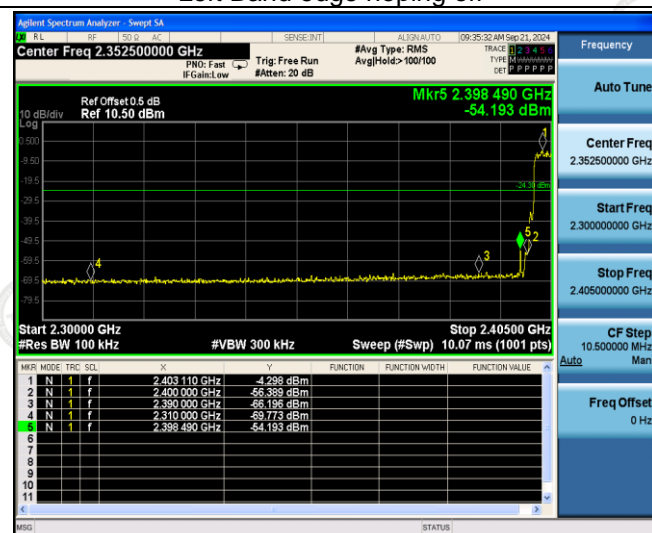 Left Band edge hoping on
Agilent Spectrum Analyzer - Swept SA
RL RF 50 Ω AC SENSE:INT ALIGN AUTO 09:35:32 AM Sep 21, 2024
Center Freq 2.352500000 GHz
#Avg Type: RMS
TRACE 1 2 3 4 5 6
PNO: Fast Trig: Free Run Avg|Hold:>100/100
TYPE M WWWWW
IFGain:Low #Atten: 20 dB
DET P P P P P P
Mkr5 2.398 490 GHz
-54.193 dBm
Ref Offset 0.5 dB
10 dB/div Ref 10.50 dBm
Log
1
0.500
-9.50
-19.5
-24.30 dBm
-29.5
-39.5
-49.5
5 2
-59.5
4 3
-69.5
-79.5
Start 2.30000 GHz Stop 2.40500 GHz
#Res BW 100 kHz #VBW 300 kHz Sweep (#Swp) 10.07 ms (1001 pts)
MKR MODE TRC SCL X Y FUNCTION FUNCTION WIDTH FUNCTION VALUE
1 N 1 f 2.403 110 GHz -4.298 dBm
2 N 1 f 2.400 000 GHz -56.389 dBm
3 N 1 f 2.390 000 GHz -66.196 dBm
4 N 1 f 2.310 000 GHz -69.773 dBm
5 N 1 f 2.398 490 GHz -54.193 dBm
6
7
8
9
10
11
MSG STATUS
Frequency
Auto Tune
Center Freq
2.352500000 GHz
Start Freq
2.300000000 GHz
Stop Freq
2.405000000 GHz
CF Step
10.500000 MHz
Auto Man
Freq Offset
0 Hz